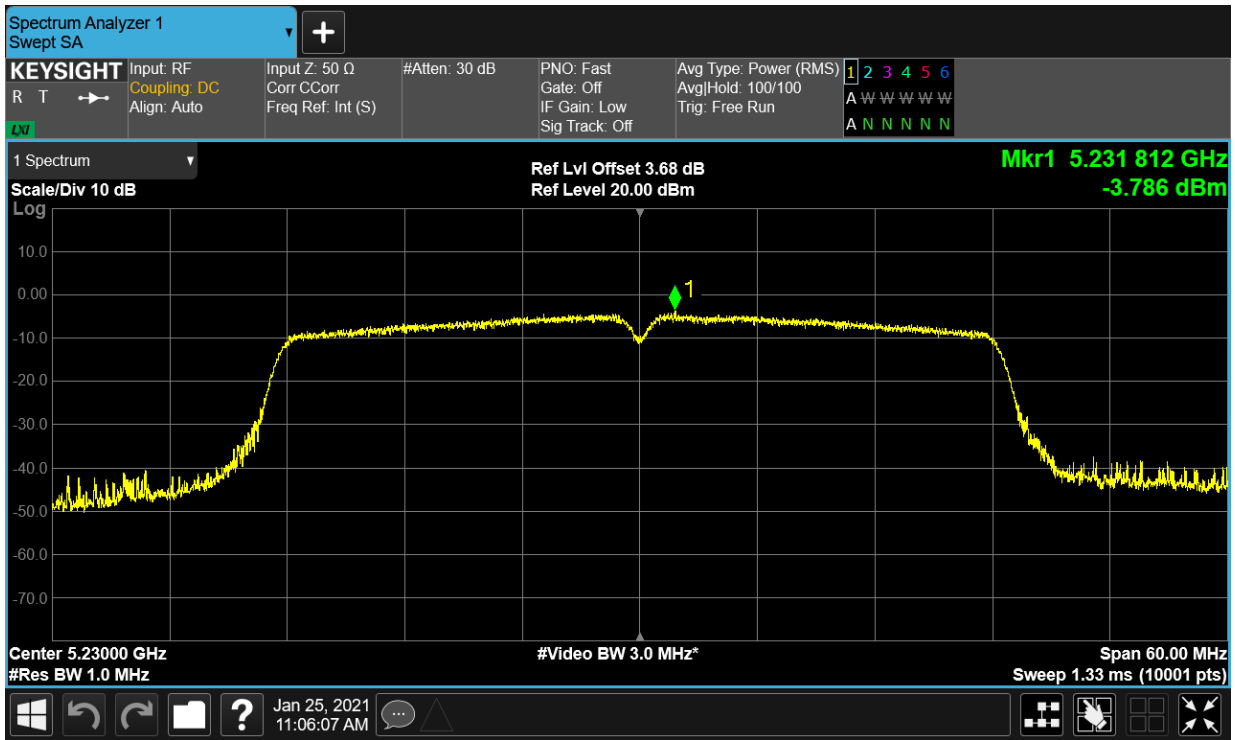 Spectrum Analyzer 1
Swept SA
KEYSIGHT
R T
LXI
Input: RF
Coupling: DC
Align: Auto
Input Z: 50 Ω
Corr CCorr
Freq Ref: Int (S)
#Atten: 30 dB
PNO: Fast
Gate: Off
IF Gain: Low
Sig Track: Off
Avg Type: Power (RMS)
Avg|Hold: 100/100
Trig: Free Run
1 2 3 4 5 6
A W W W W W
A N N N N N
1 Spectrum
Scale/Div 10 dB
Log
Ref Lvl Offset 3.68 dB
Ref Level 20.00 dBm
Mkr1 5.231 812 GHz
-3.786 dBm
10.0
0.00
1
-10.0
-20.0
-30.0
-40.0
-50.0
-60.0
-70.0
Center 5.23000 GHz
#Res BW 1.0 MHz
#Video BW 3.0 MHz*
Span 60.00 MHz
Sweep 1.33 ms (10001 pts)
?
Jan 25, 2021
11:06:07 AM